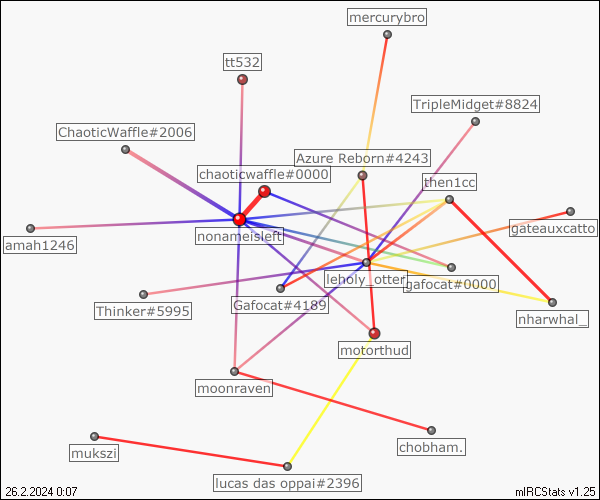 mercurybro
tt532
TripleMidget#8824
ChaoticWaffle#2006
Azure Reborn#4243
chaoticwaffle#0000
then1cc
gateauxcatto
nonameisleft
amah1246
leholy_otter
gafocat#0000
Gafocat#4189
Thinker#5995
nharwhal_
motorthud
moonraven
chobham.
mukszi
lucas das oppai#2396
26.2.2024 0:07
mIRCStats v1.25